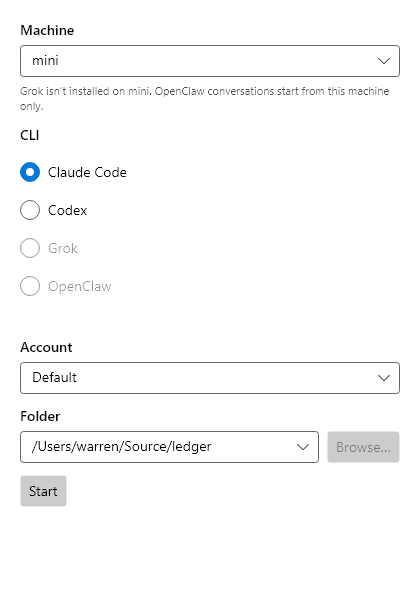 Machine
mini
Grok isn't installed on mini. OpenClaw conversations start from this machine
only.
CLI
Claude Code
Codex
Grok
OpenClaw
Account
Default
Folder
/Users/warren/Source/ledger
Browse...
Start